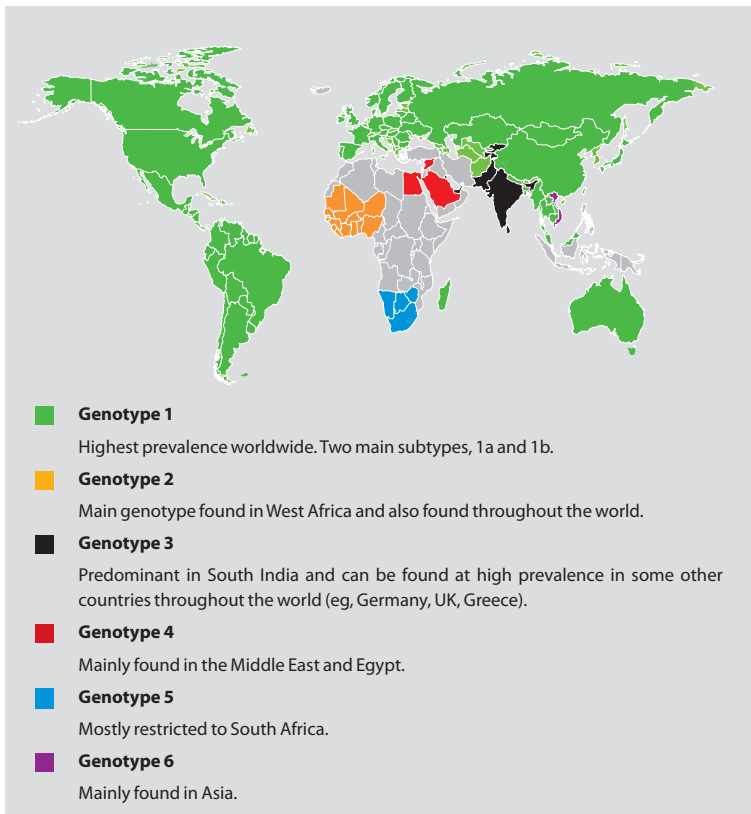 Genotype 1
Highest prevalence worldwide. Two main subtypes, 1a and 1b.
Genotype 2
Main genotype found in West Africa and also found throughout the world.
Genotype 3
Predominant in South India and can be found at high prevalence in some other
countries throughout the world (eg, Germany, UK, Greece).
Genotype 4
Mainly found in the Middle East and Egypt.
Genotype 5
Mostly restricted to South Africa.
Genotype 6
Mainly found in Asia.